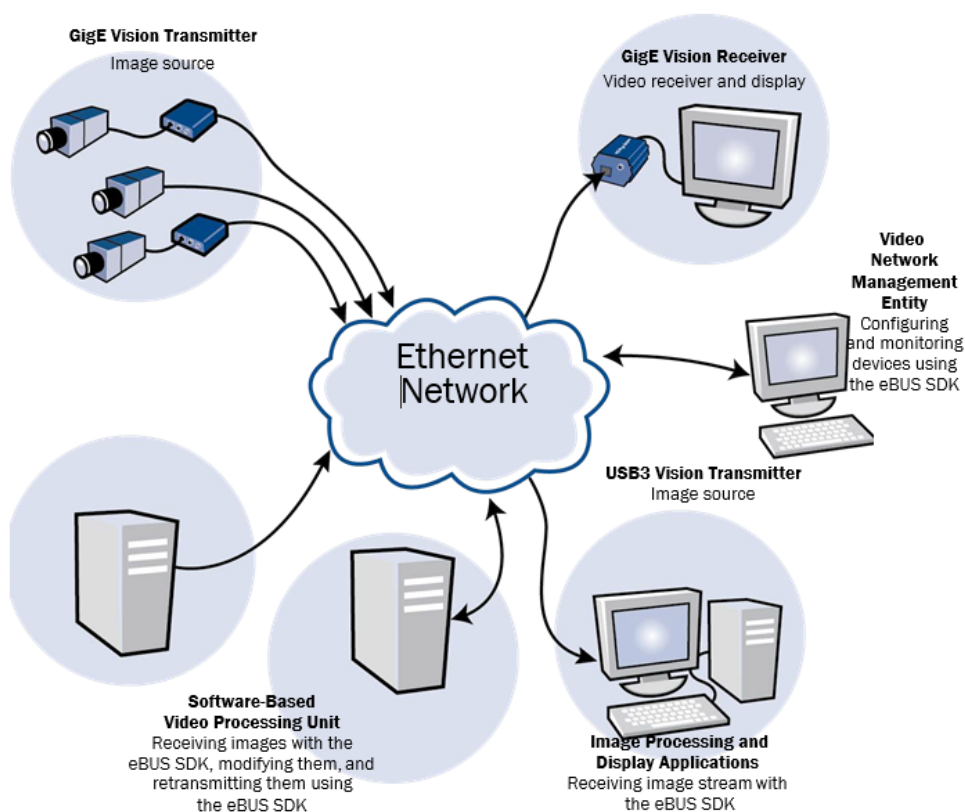 GigE Vision Transmitter
Image source
GigE Vision Receiver
Video receiver and display
Video
Network
Management
Entity
Configuring
and monitoring
devices using
the eBUS SDK
Ethernet
Network
USB3 Vision Transmitter
Image source
Software-Based
Video Processing Unit
Receiving images with the
eBUS SDK, modifying them, and
retransmitting them using
the eBUS SDK
Image Processing and
Display Applications
Receiving image stream with
the eBUS SDK